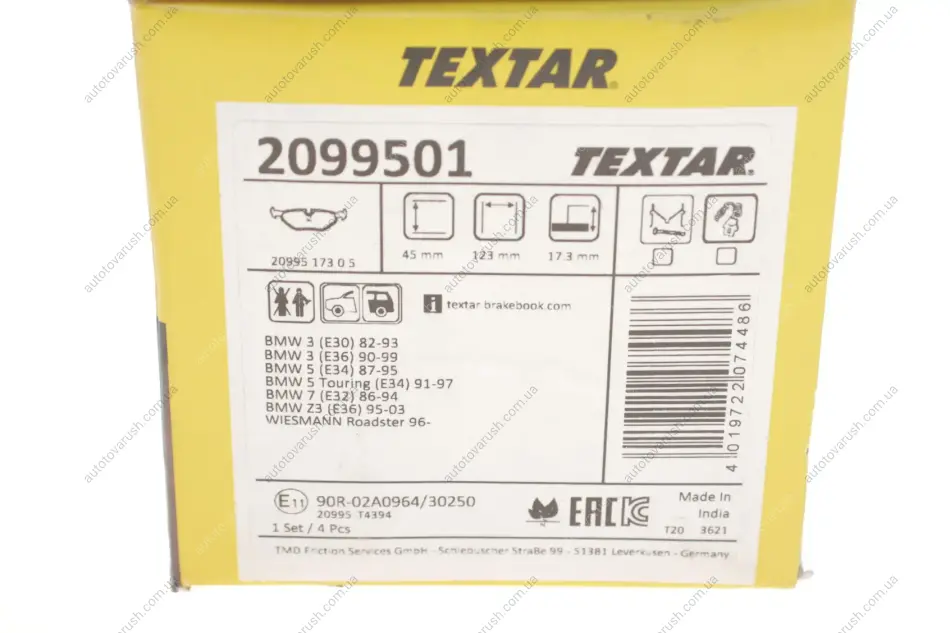 TEXTAR
2099501
TEXTAR
20995 173 0 5
45 mm
123 mm
17.3 mm
i textar brakebook.com
BMW 3 (E30) 82-93
BMW 3 (E36) 90-99
BMW 5 (E34) 87-95
BMW 5 Touring (E34) 91-97
BMW 7 (E32) 86-94
BMW Z3 (E36) 95-03
WIESMANN Roadster 96-
4 019722 074486
E11 90R-02A0964/30250
20995 T4394
1 Set / 4 Pcs
EAC
Made In
India
T20 3621
TMD Friction Services GmbH - Schlebuscher Straße 99 - 51381 Leverkusen - Germany
autotovarush.com.ua